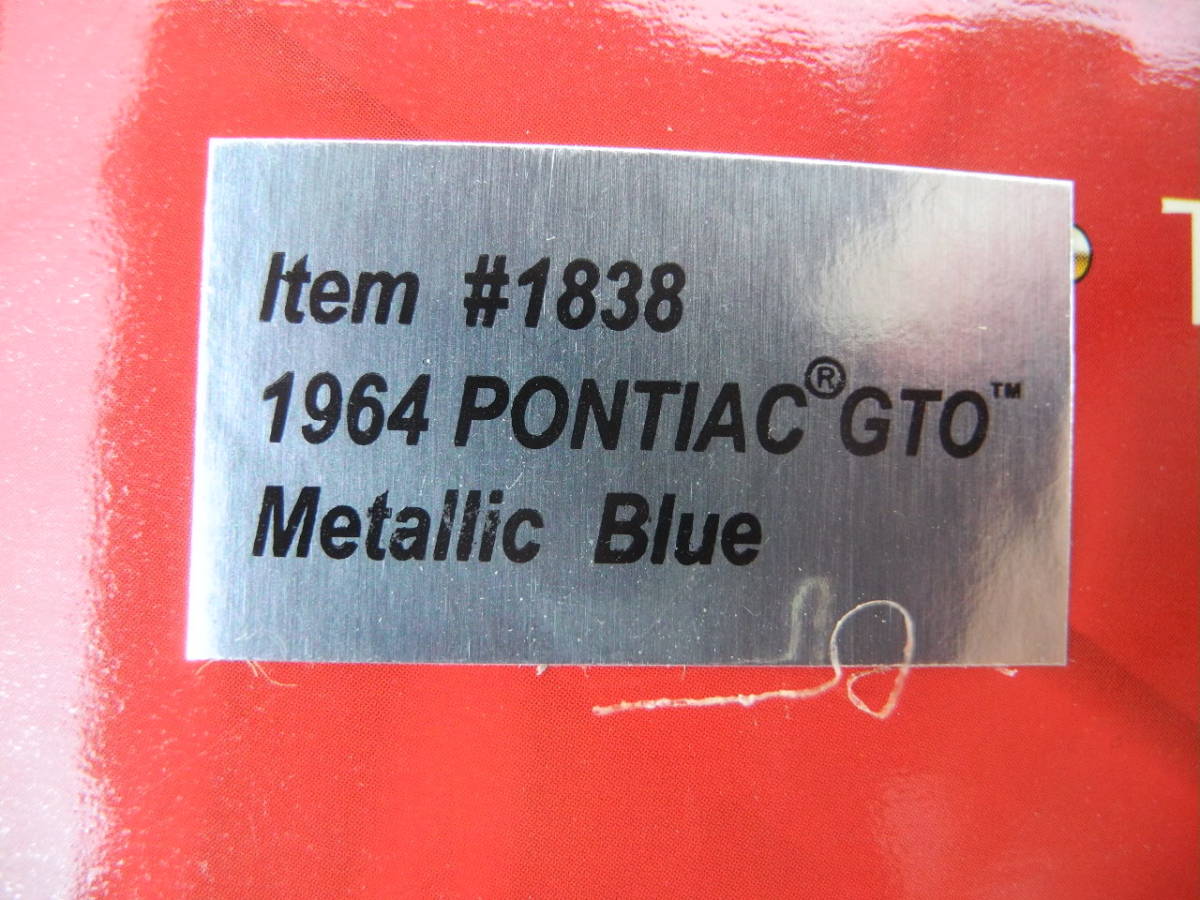 Item #1838
1964 PONTIAC® GTO™
Metallic Blue
T